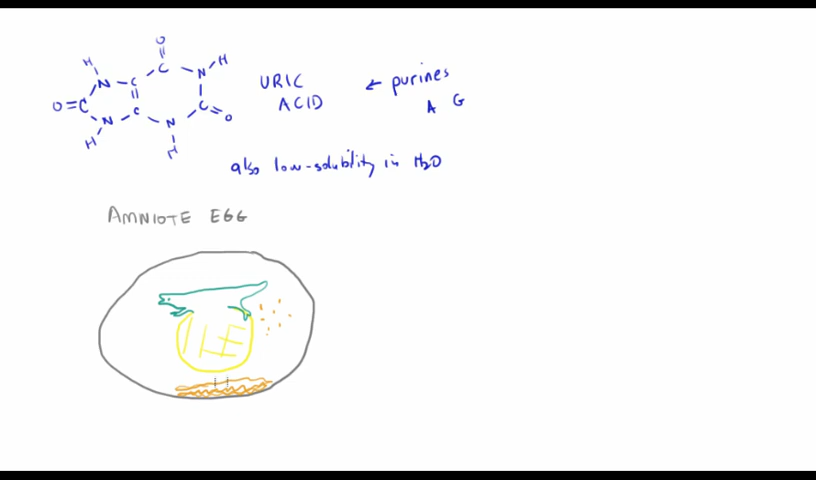 O
H
H
N
C
C
N
O=C
C
C
O
N
N
H
H
URIC
ACID
← purines
A G
also low-solubility in H2O
AMNIOTE EGG